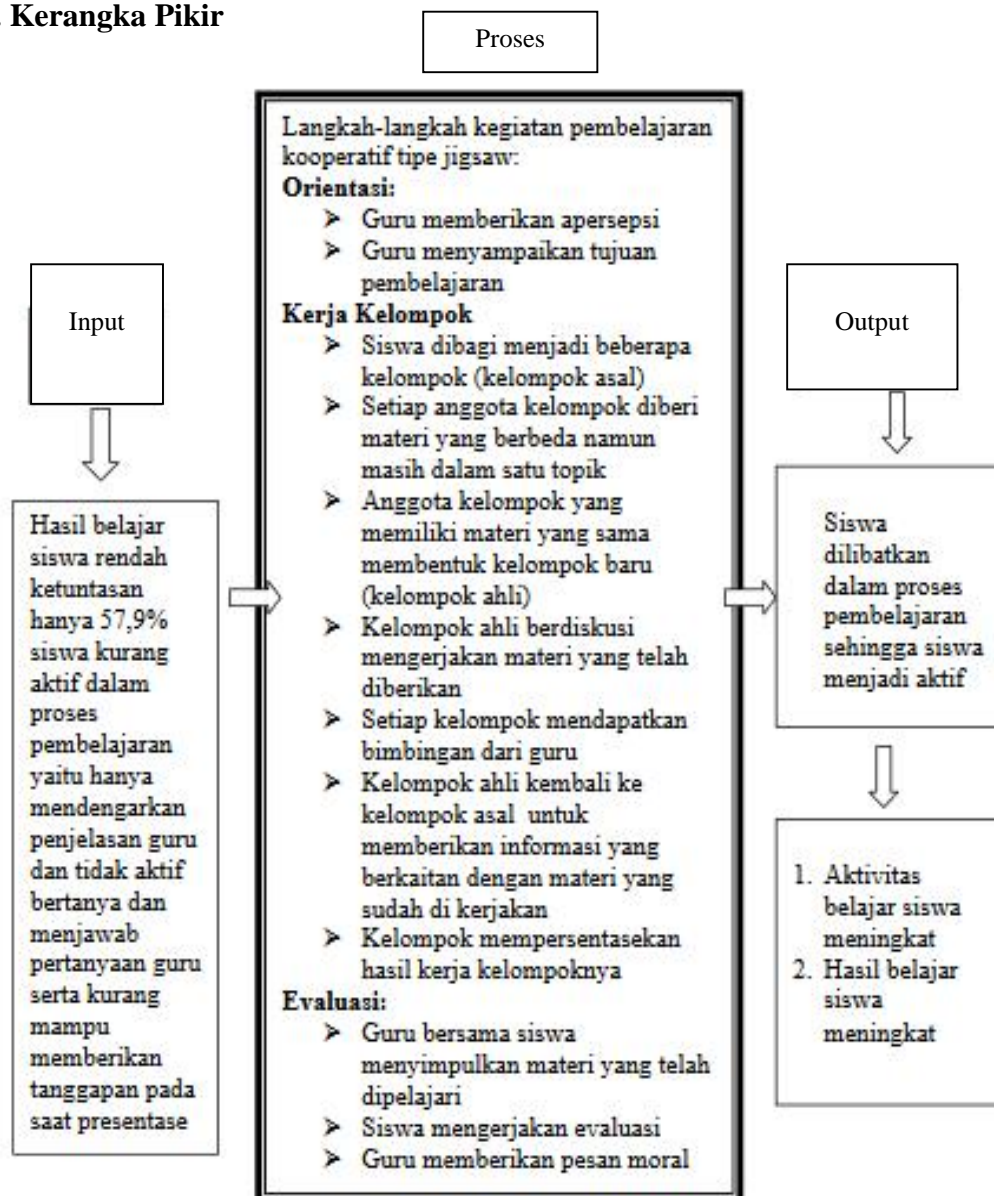 . Kerangka Pikir
Proses
Input
Hasil belajar
siswa rendah
ketuntasan
hanya 57,9%
siswa kurang
aktif dalam
proses
pembelajaran
yaitu hanya
mendengarkan
penjelasan guru
dan tidak aktif
bertanya dan
menjawab
pertanyaan guru
serta kurang
mampu
memberikan
tanggapan pada
saat presentase
Langkah-langkah kegiatan pembelajaran
kooperatif tipe jigsaw:
Orientasi:
➢ Guru memberikan apersepsi
➢ Guru menyampaikan tujuan
pembelajaran
Kerja Kelompok
➢ Siswa dibagi menjadi beberapa
kelompok (kelompok asal)
➢ Setiap anggota kelompok diberi
materi yang berbeda namun
masih dalam satu topik
➢ Anggota kelompok yang
memiliki materi yang sama
membentuk kelompok baru
(kelompok ahli)
➢ Kelompok ahli berdiskusi
mengerjakan materi yang telah
diberikan
➢ Setiap kelompok mendapatkan
bimbingan dari guru
➢ Kelompok ahli kembali ke
kelompok asal untuk
memberikan informasi yang
berkaitan dengan materi yang
sudah di kerjakan
➢ Kelompok mempersentasekan
hasil kerja kelompoknya
Evaluasi:
➢ Guru bersama siswa
menyimpulkan materi yang telah
dipelajari
➢ Siswa mengerjakan evaluasi
➢ Guru memberikan pesan moral
Output
Siswa
dilibatkan
dalam proses
pembelajaran
sehingga siswa
menjadi aktif
1. Aktivitas
belajar siswa
meningkat
2. Hasil belajar
siswa
meningkat